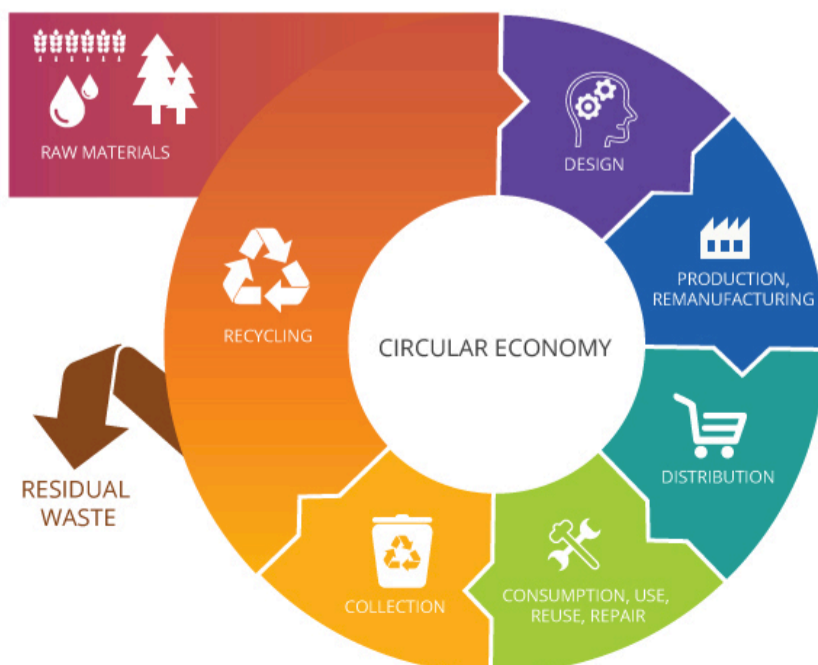 RAW MATERIALS
DESIGN
PRODUCTION,
REMANUFACTURING
RECYCLING
CIRCULAR ECONOMY
DISTRIBUTION
RESIDUAL
WASTE
CONSUMPTION, USE,
REUSE, REPAIR
COLLECTION